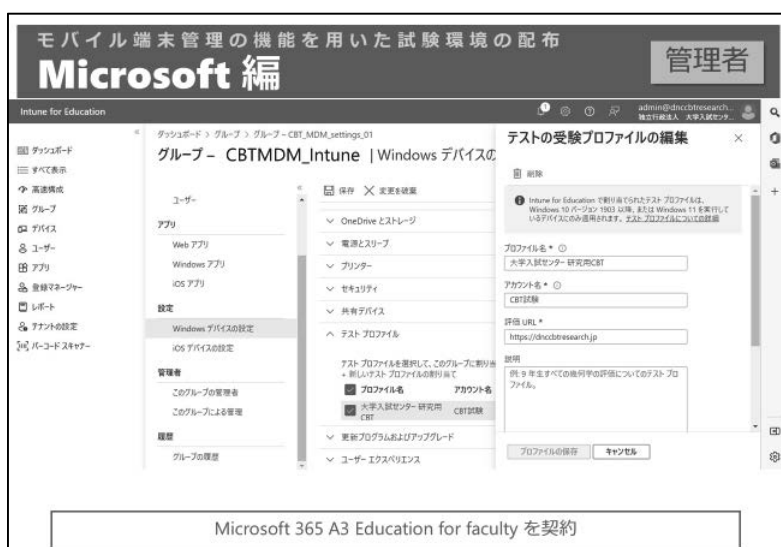 モバイル端末管理の機能を用いた試験環境の配布
Microsoft 編
管理者
Intune for Education
admin@dnccbtresearch...
独立行政法人 大学入試センタ...
ダッシュボード
すべて表示
高速構成
グループ
デバイス
ユーザー
アプリ
登録マネージャー
レポート
テナントの設定
バーコード スキャナー
ダッシュボード > グループ > グループ – CBT_MDM_settings_01
グループ – CBTMDM_Intune | Windows デバイスの
ユーザー
アプリ
Web アプリ
Windows アプリ
iOS アプリ
設定
Windows デバイスの設定
iOS デバイスの設定
管理者
このグループの管理者
このグループによる管理
履歴
グループの履歴
保存 × 変更を破棄
OneDrive とストレージ
電源とスリープ
プリンター
セキュリティ
共有デバイス
テスト プロファイル
テスト プロファイルを選択して、このグループに割り当
+ 新しいテスト プロファイルの割り当て
プロファイル名 アカウント名
大学入試センター 研究用 CBT試験
CBT
更新プログラムおよびアップグレード
ユーザー エクスペリエンス
テストの受験プロファイルの編集 ×
削除
Intune for Education で割り当てられたテスト プロファイルは、
Windows 10 バージョン 1903 以降、または Windows 11 を実行して
いるデバイスにのみ適用されます。テスト プロファイルについての詳細
プロファイル名 *
大学入試センター 研究用CBT
アカウント名 *
CBT試験
評価 URL *
https://dnccbtresearch.jp
説明
例: 9 年生すべての幾何学の評価についてのテスト プロ
ファイル。
プロファイルの保存 キャンセル
Microsoft 365 A3 Education for faculty を契約